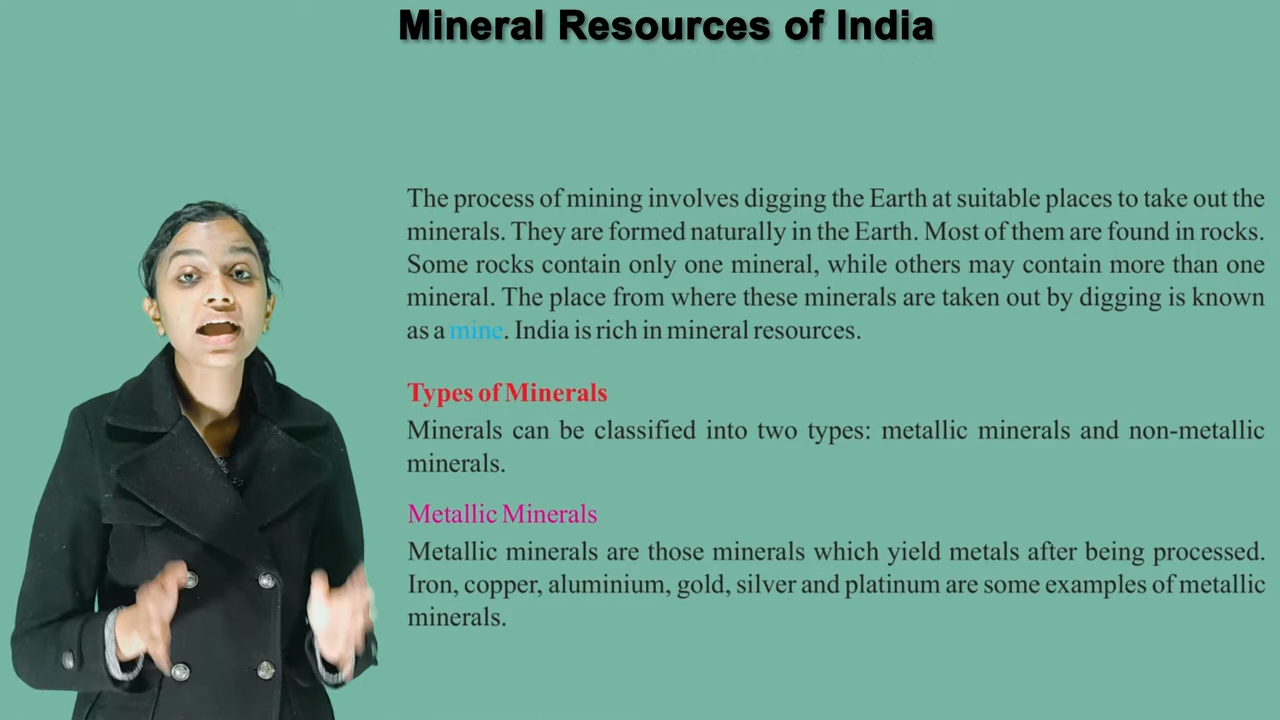 Mineral Resources of India
The process of mining involves digging the Earth at suitable places to take out the
minerals. They are formed naturally in the Earth. Most of them are found in rocks.
Some rocks contain only one mineral, while others may contain more than one
mineral. The place from where these minerals are taken out by digging is known
as a mine. India is rich in mineral resources.
Types of Minerals
Minerals can be classified into two types: metallic minerals and non-metallic
minerals.
Metallic Minerals
Metallic minerals are those minerals which yield metals after being processed.
Iron, copper, aluminium, gold, silver and platinum are some examples of metallic
minerals.